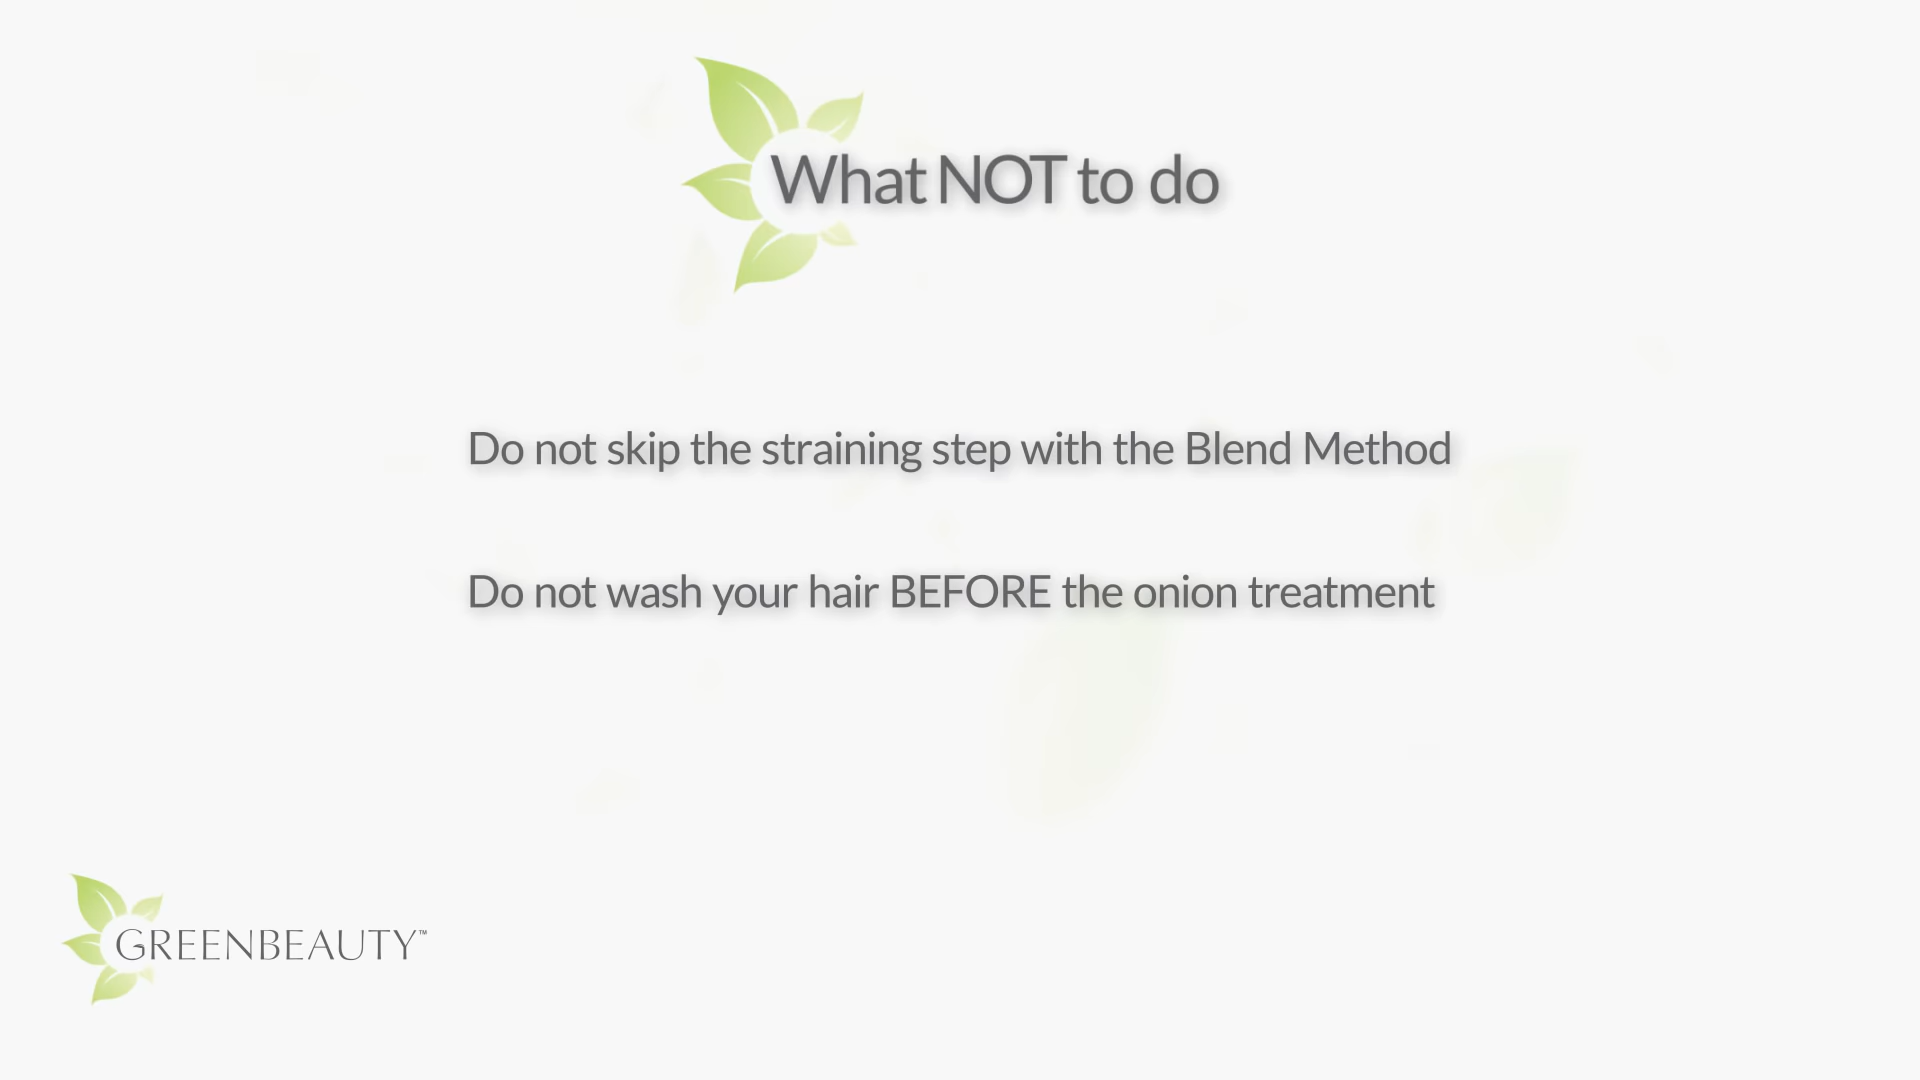 What NOT to do
Do not skip the straining step with the Blend Method
Do not wash your hair BEFORE the onion treatment
GREENBEAUTY™